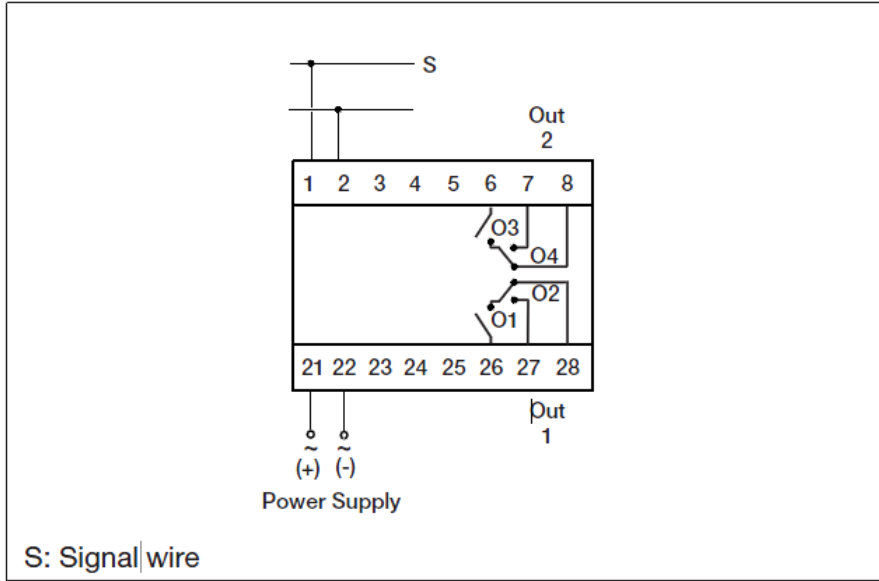 S
Out
2
1 2 3 4 5 6 7 8
O3
O4
O2
O1
21 22 23 24 25 26 27 28
Out
1
~ ~
(+) (-)
Power Supply
S: Signal wire